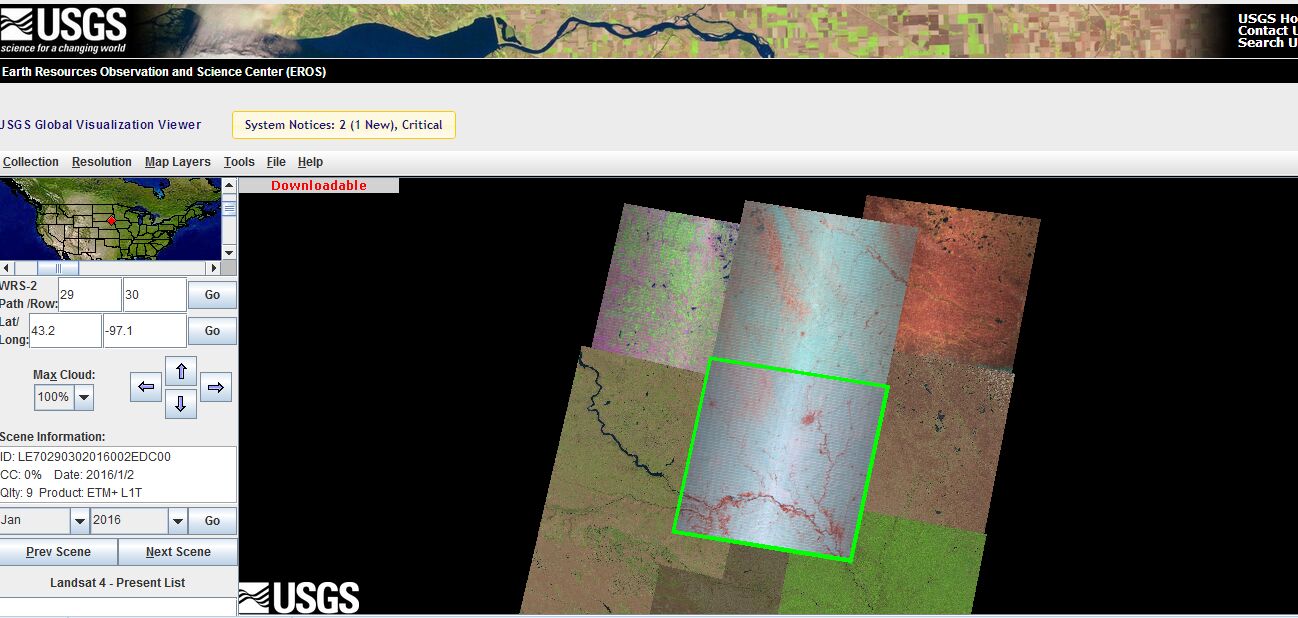 USGS
science for a changing world
USGS Ho
Contact U
Search U
Earth Resources Observation and Science Center (EROS)
USGS Global Visualization Viewer
System Notices: 2 (1 New), Critical
Collection Resolution Map Layers Tools File Help
Downloadable
WRS-2
Path /Row: 29 30 Go
Lat/
Long: 43.2 -97.1 Go
Max Cloud:
100%
Scene Information:
ID: LE70290302016002EDC00
CC: 0% Date: 2016/1/2
Qlty: 9 Product: ETM+ L1T
Jan 2016 Go
Prev Scene Next Scene
Landsat 4 - Present List
USGS